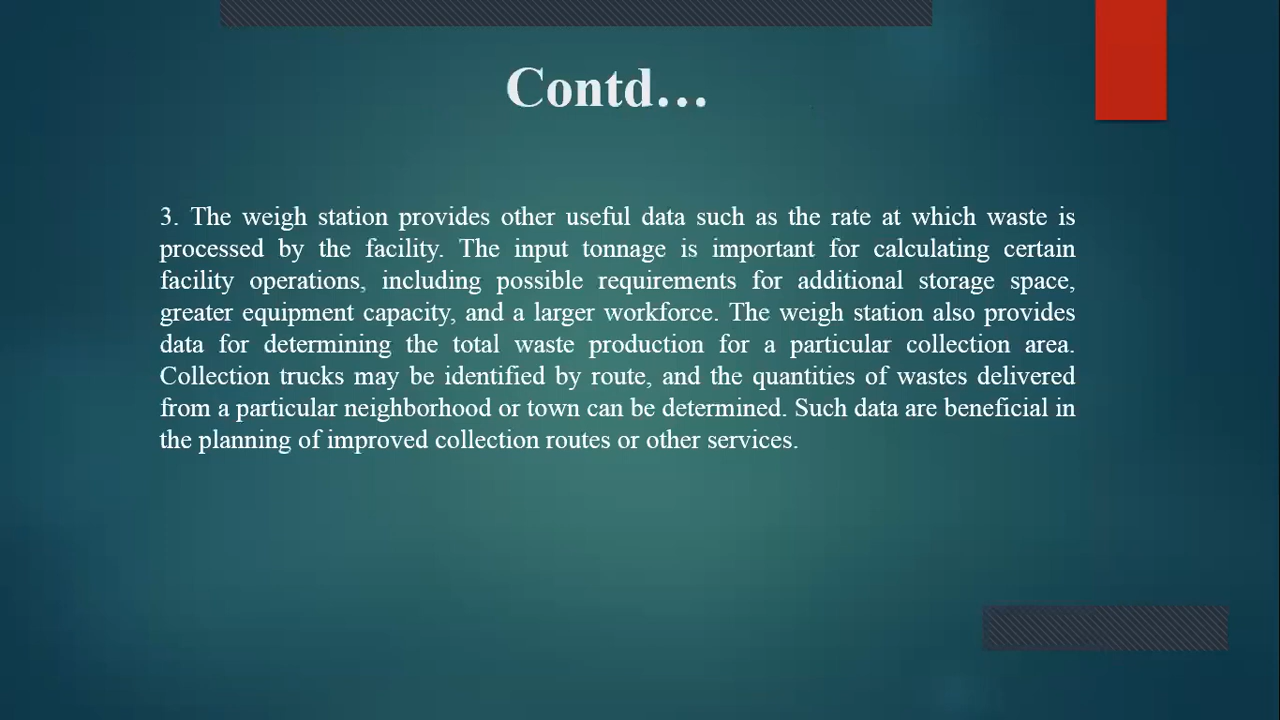 Contd…
3. The weigh station provides other useful data such as the rate at which waste is
processed by the facility. The input tonnage is important for calculating certain
facility operations, including possible requirements for additional storage space,
greater equipment capacity, and a larger workforce. The weigh station also provides
data for determining the total waste production for a particular collection area.
Collection trucks may be identified by route, and the quantities of wastes delivered
from a particular neighborhood or town can be determined. Such data are beneficial in
the planning of improved collection routes or other services.